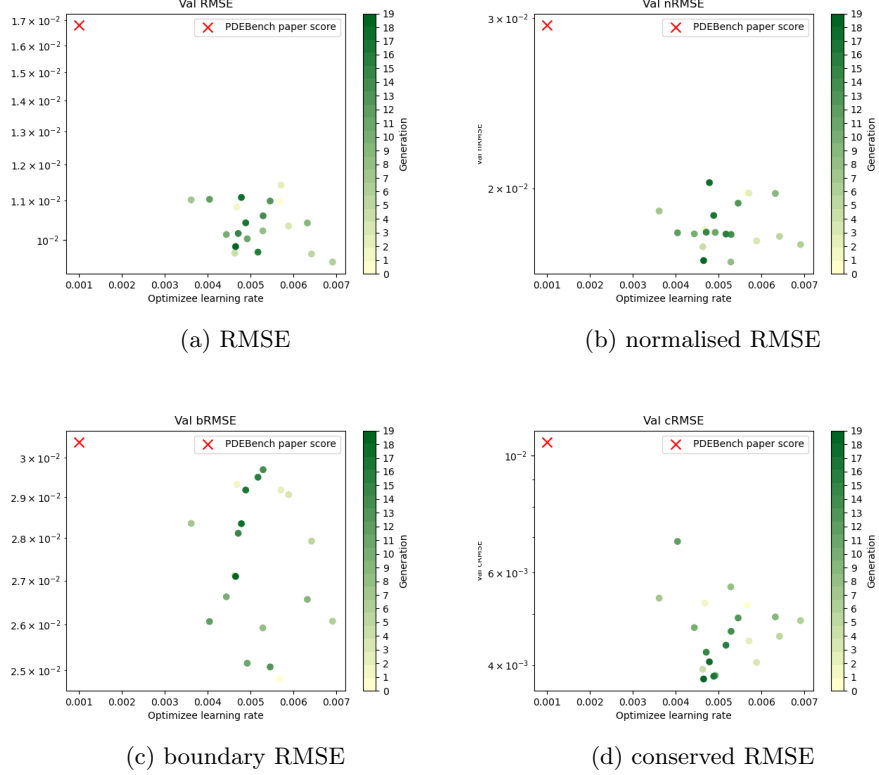 Val RMSE
1.7 × 10⁻²
1.6 × 10⁻²
1.5 × 10⁻²
1.4 × 10⁻²
1.3 × 10⁻²
1.2 × 10⁻²
1.1 × 10⁻²
10⁻²
PDEBench paper score
0.001 0.002 0.003 0.004 0.005 0.006 0.007
Optimizee learning rate
19
18
17
16
14
13
12
11
10
9
8
7
6
5
4
3
2
0
Generation
(a) RMSE
Val nRMSE
3 × 10⁻²
2 × 10⁻²
Val nRMSE
PDEBench paper score
0.001 0.002 0.003 0.004 0.005 0.006 0.007
Optimizee learning rate
19
18
17
16
14
13
12
11
10
9
8
7
6
5
4
3
2
0
Generation
(b) normalised RMSE
Val bRMSE
3 × 10⁻²
2.9 × 10⁻²
2.8 × 10⁻²
2.7 × 10⁻²
2.6 × 10⁻²
2.5 × 10⁻²
PDEBench paper score
0.001 0.002 0.003 0.004 0.005 0.006 0.007
Optimizee learning rate
19
18
17
16
14
13
12
11
10
9
8
7
6
5
4
3
2
0
Generation
(c) boundary RMSE
Val cRMSE
10⁻²
6 × 10⁻³
4 × 10⁻³
Val cRMSE
PDEBench paper score
0.001 0.002 0.003 0.004 0.005 0.006 0.007
Optimizee learning rate
19
18
17
16
14
13
12
11
10
9
8
7
6
5
4
3
2
0
Generation
(d) conserved RMSE